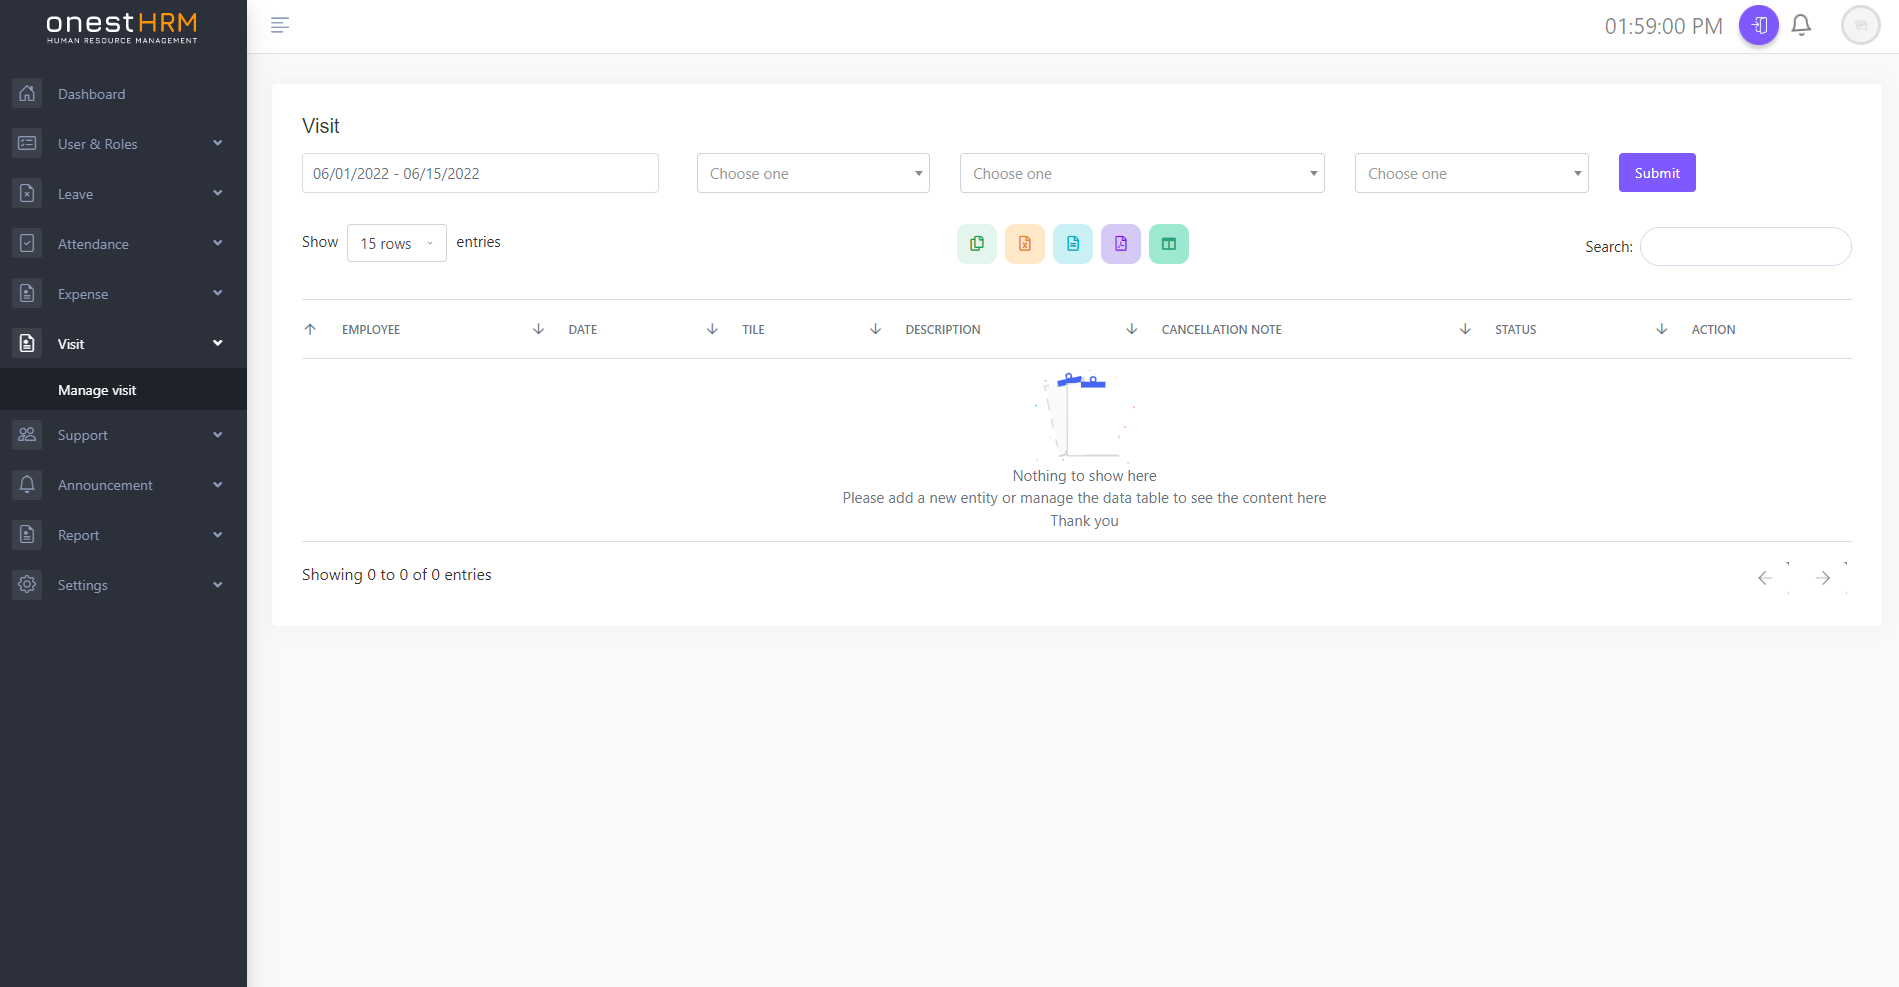 onestHRM
HUMAN RESOURCE MANAGEMENT
01:59:00 PM
Dashboard
User & Roles
Leave
Attendance
Expense
Visit
Manage visit
Support
Announcement
Report
Settings
Visit
06/01/2022 - 06/15/2022
Choose one
Choose one
Choose one
Submit
Show 15 rows entries
Search:
EMPLOYEE DATE TILE DESCRIPTION CANCELLATION NOTE STATUS ACTION
Nothing to show here
Please add a new entity or manage the data table to see the content here
Thank you
Showing 0 to 0 of 0 entries